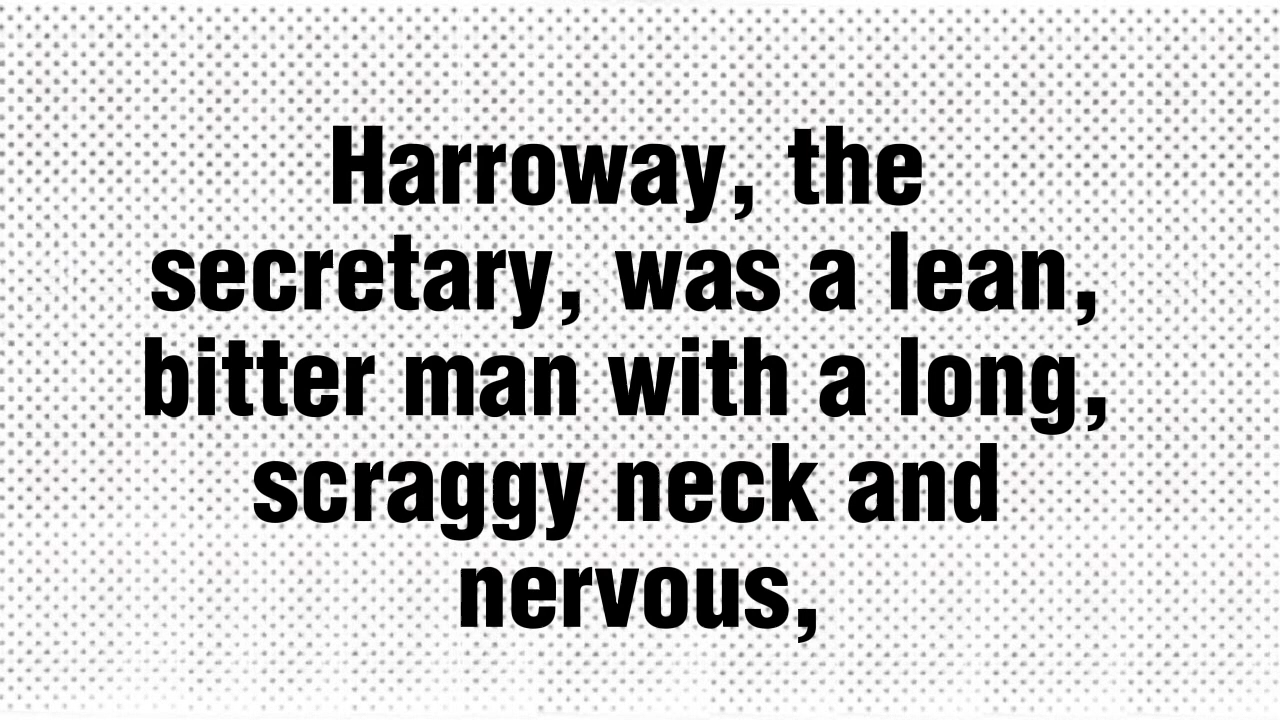 Harroway, the
secretary, was a lean,
bitter man with a long,
scraggy neck and
nervous,